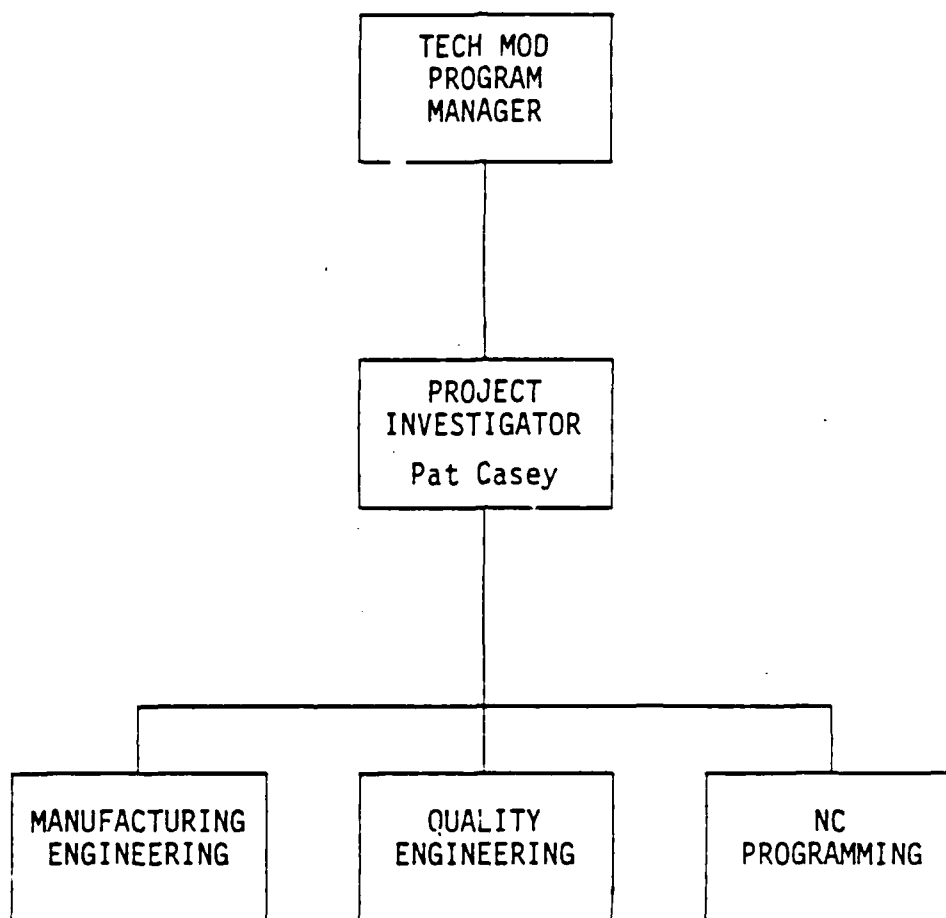 TECH MOD
PROGRAM
MANAGER
PROJECT
INVESTIGATOR
Pat Casey
MANUFACTURING
ENGINEERING
QUALITY
ENGINEERING
NC
PROGRAMMING